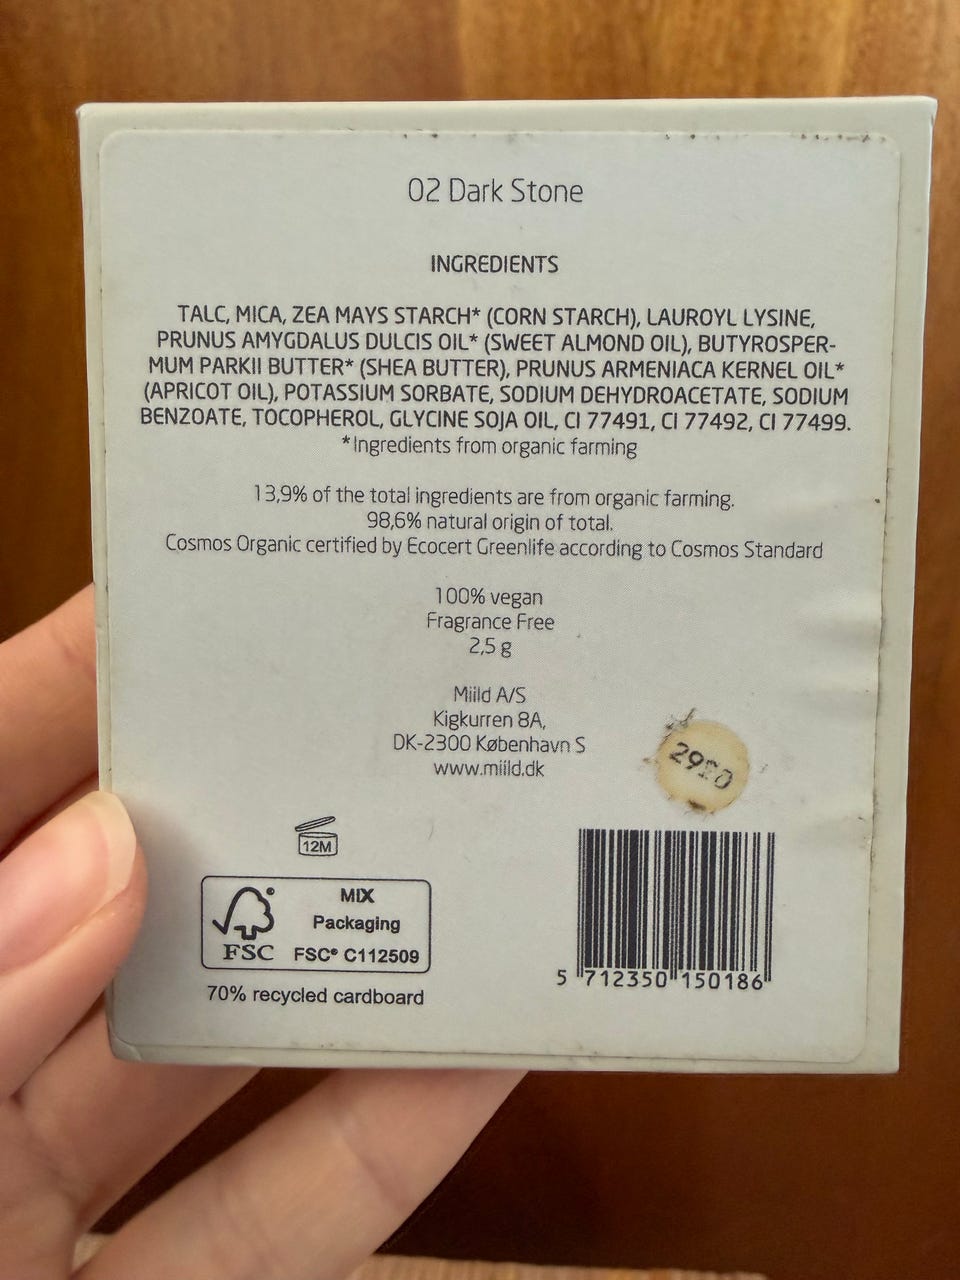 02 Dark Stone
INGREDIENTS
TALC, MICA, ZEA MAYS STARCH* (CORN STARCH), LAUROYL LYSINE,
PRUNUS AMYGDALUS DULCIS OIL* (SWEET ALMOND OIL), BUTYROSPER-
MUM PARKII BUTTER* (SHEA BUTTER), PRUNUS ARMENIACA KERNEL OIL*
(APRICOT OIL), POTASSIUM SORBATE, SODIUM DEHYDROACETATE, SODIUM
BENZOATE, TOCOPHEROL, GLYCINE SOJA OIL, CI 77491, CI 77492, CI 77499.
*Ingredients from organic farming
13,9% of the total ingredients are from organic farming.
98,6% natural origin of total.
Cosmos Organic certified by Ecocert Greenlife according to Cosmos Standard
100% vegan
Fragrance Free
2,5 g
Miild A/S
Kigkurren 8A,
DK-2300 København S
www.miild.dk
12M
MIX
Packaging
FSC® C112509
FSC
70% recycled cardboard
5 712350 150186